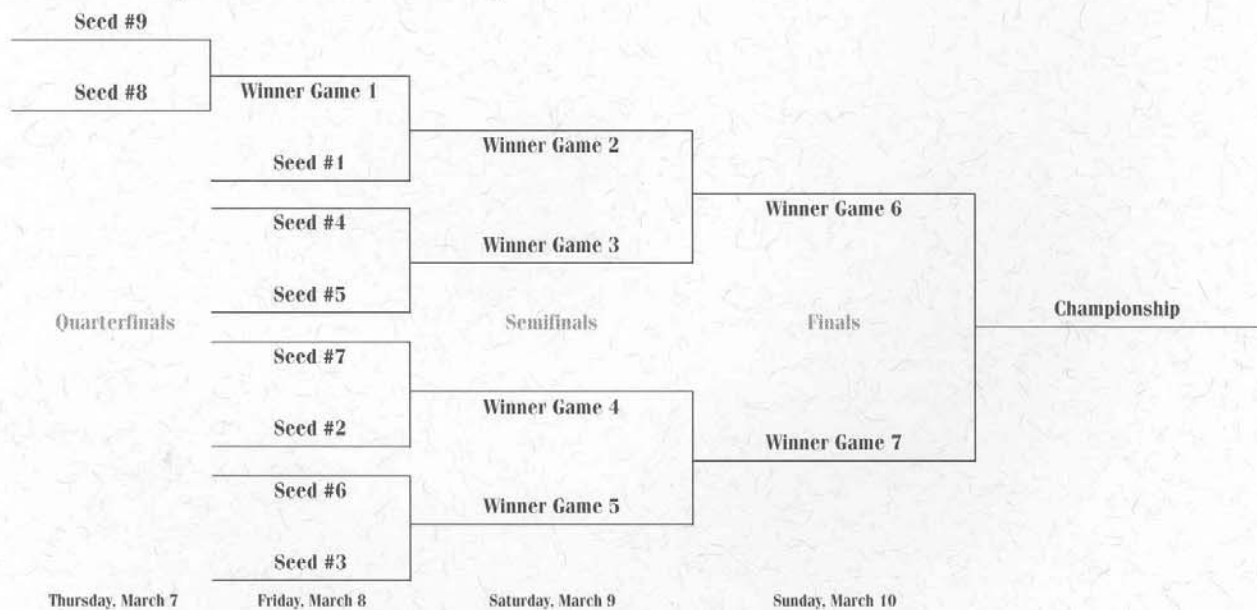 Seed #9
Seed #8
Winner Game 1
Seed #1
Winner Game 2
Seed #4
Winner Game 3
Seed #5
Winner Game 6
Quarterfinals
Semifinals
Finals
Championship
Seed #7
Winner Game 4
Seed #2
Winner Game 7
Seed #6
Winner Game 5
Seed #3
Thursday, March 7
Friday, March 8
Saturday, March 9
Sunday, March 10